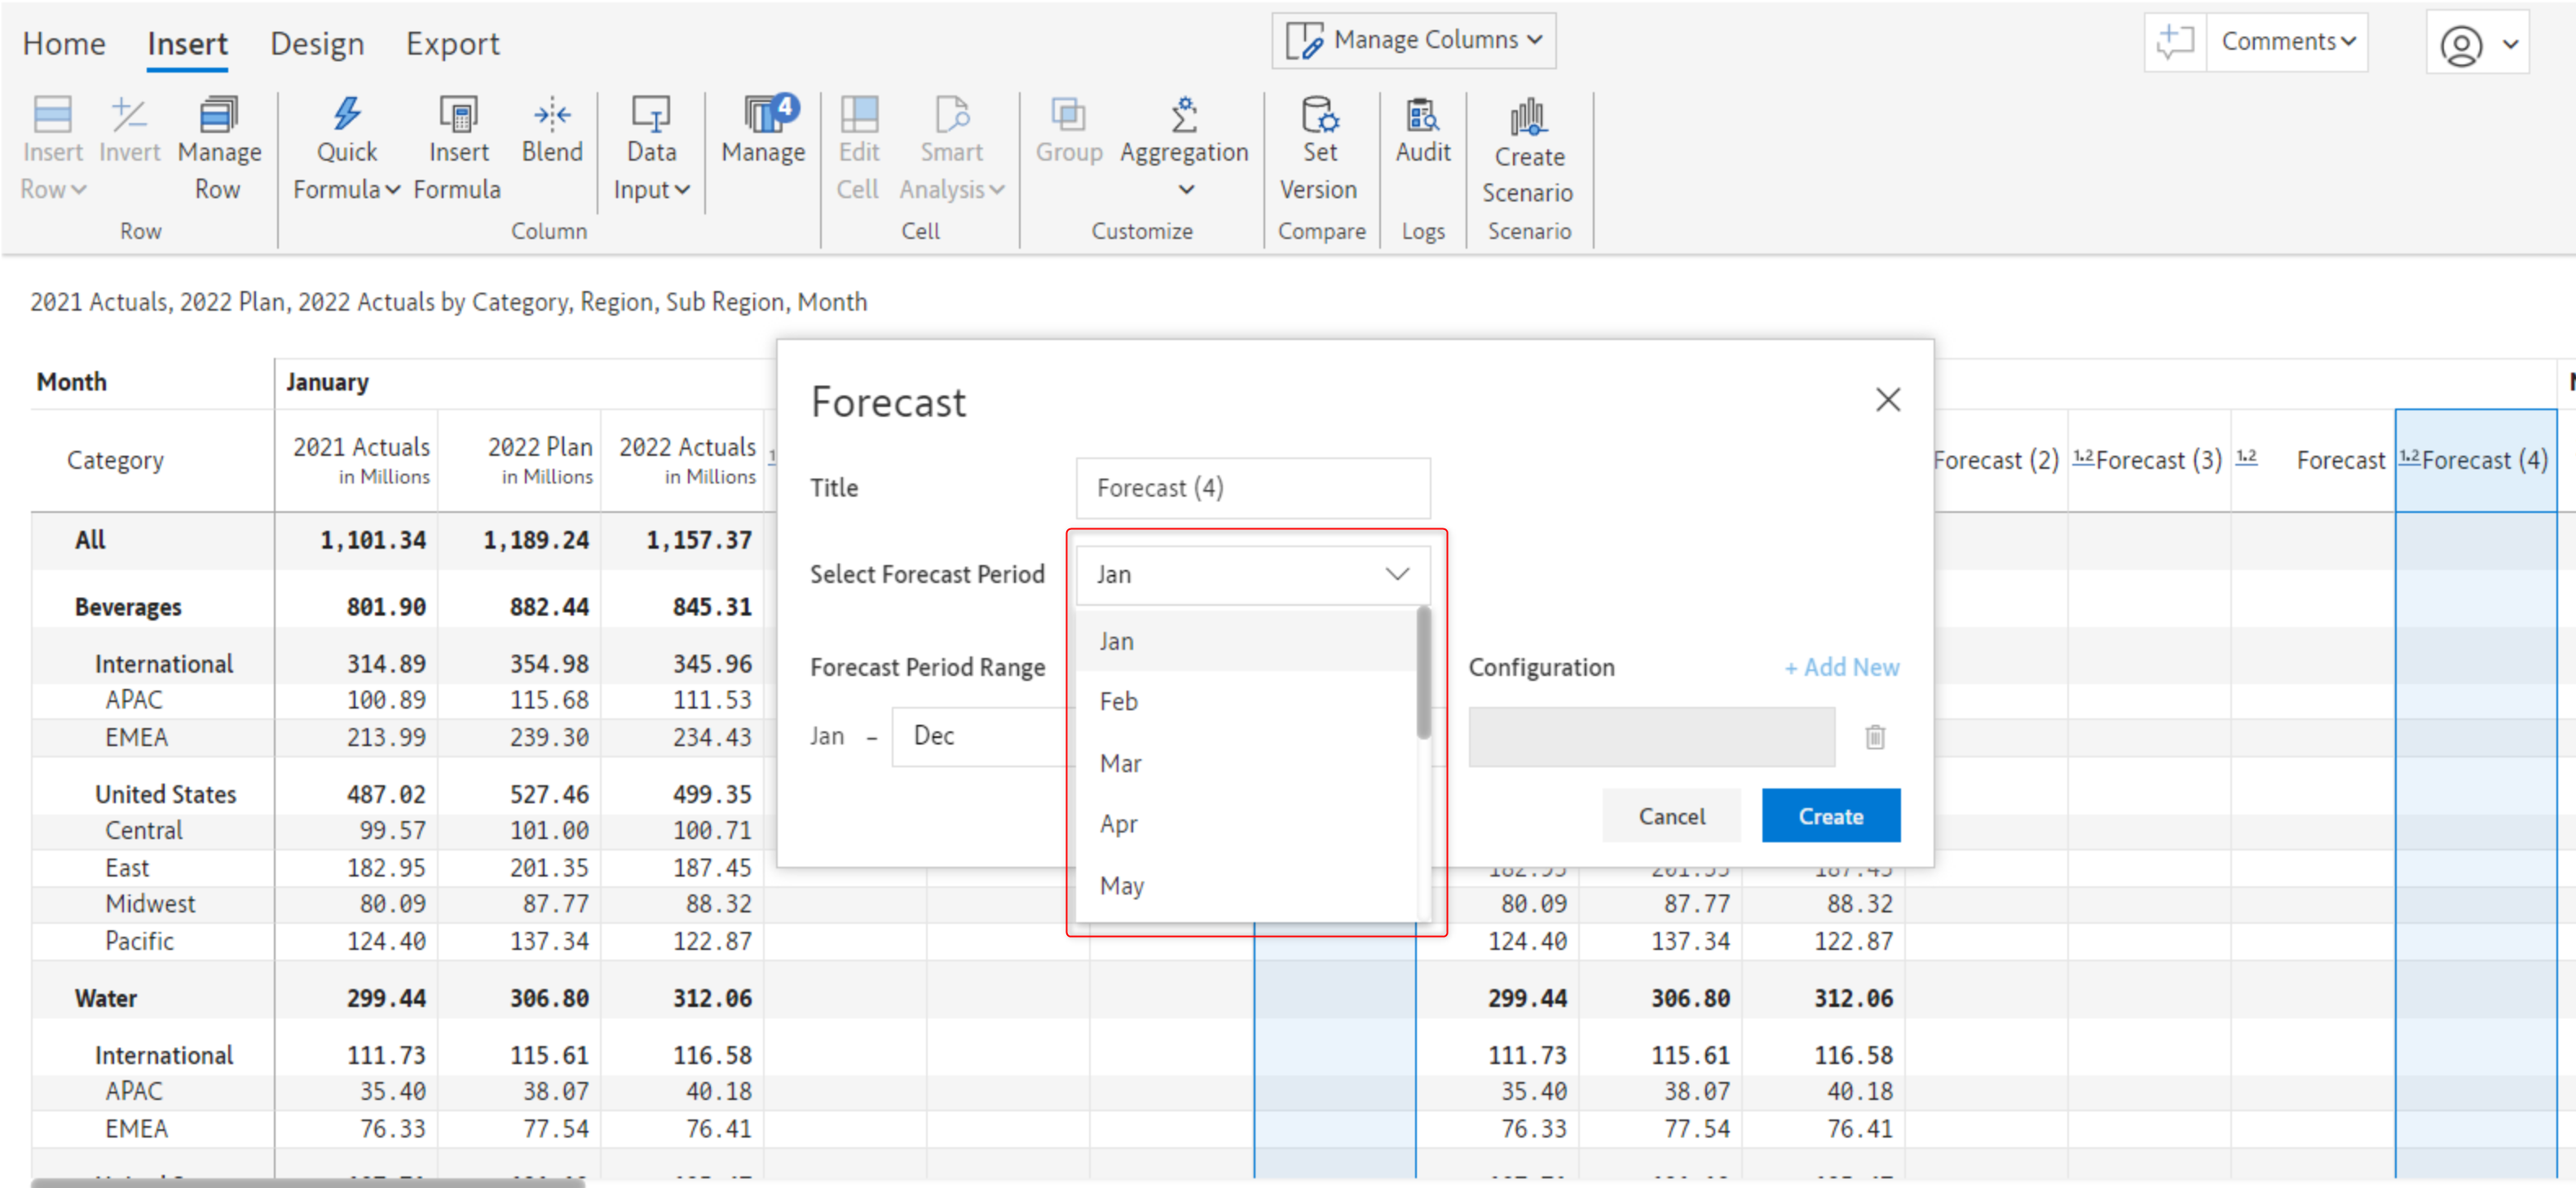 Home Insert Design Export Manage Columns Comments
4
Insert Invert Manage Quick Insert Blend Data Manage Edit Smart Group Aggregation Set Audit Create
Row Row Formula Formula Input Cell Analysis Version Scenario
Row Column Cell Customize Compare Logs Scenario
2021 Actuals, 2022 Plan, 2022 Actuals by Category, Region, Sub Region, Month
Month January
Category 2021 Actuals 2022 Plan 2022 Actuals Forecast (2) 1.2 Forecast (3) 1.2 Forecast 1.2 Forecast (4)
in Millions in Millions in Millions
All 1,101.34 1,189.24 1,157.37
Beverages 801.90 882.44 845.31
International 314.89 354.98 345.96
APAC 100.89 115.68 111.53
EMEA 213.99 239.30 234.43
United States 487.02 527.46 499.35
Central 99.57 101.00 100.71
East 182.95 201.35 187.45 182.95 201.35 187.45
Midwest 80.09 87.77 88.32 80.09 87.77 88.32
Pacific 124.40 137.34 122.87 124.40 137.34 122.87
Water 299.44 306.80 312.06 299.44 306.80 312.06
International 111.73 115.61 116.58 111.73 115.61 116.58
APAC 35.40 38.07 40.18 35.40 38.07 40.18
EMEA 76.33 77.54 76.41 76.33 77.54 76.41
Forecast
Title Forecast (4)
Select Forecast Period Jan
Jan
Feb
Mar
Apr
May
Forecast Period Range Configuration + Add New
Jan – Dec
Cancel Create